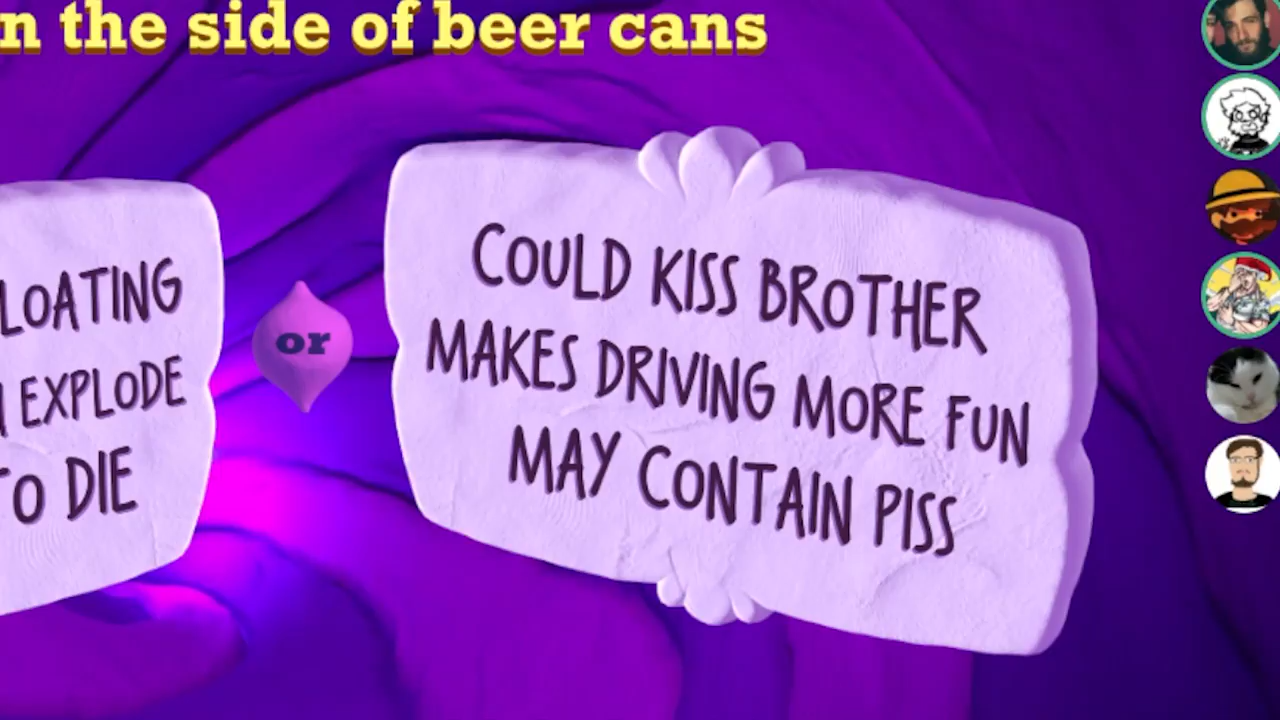 n the side of beer cans
LOATING
EXPLODE
TO DIE
or
COULD KISS BROTHER
MAKES DRIVING MORE FUN
MAY CONTAIN PISS